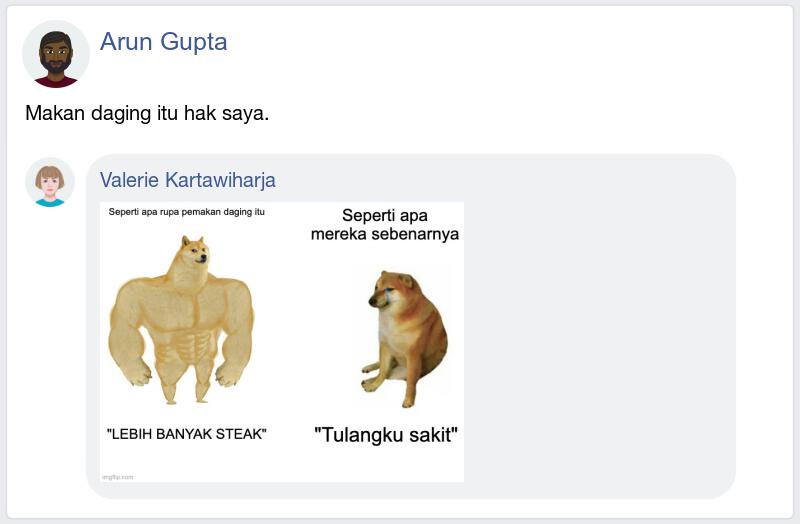 Arun Gupta
Makan daging itu hak saya.
Valerie Kartawiharja
Seperti apa rupa pemakan daging itu
Seperti apa
mereka sebenarnya
"LEBIH BANYAK STEAK"
"Tulangku sakit"
imgflip.com